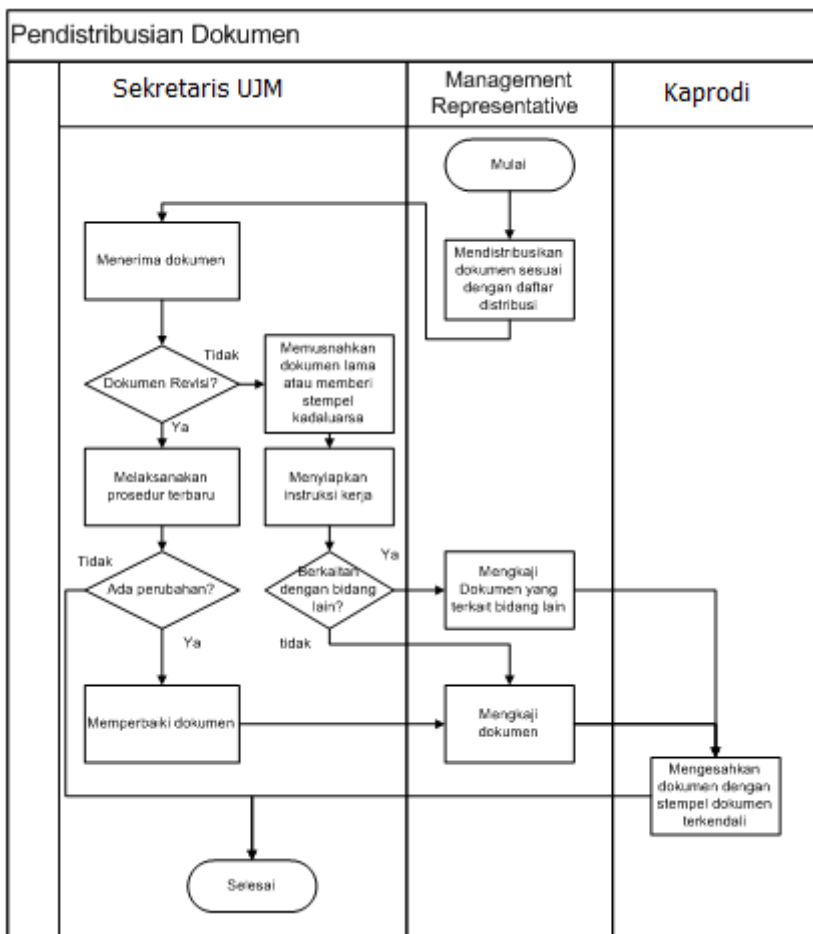 Pendistribusian Dokumen
Sekretaris UJM
Management
Representative
Kaprodi
Mulai
Mendistribusikan
dokumen sesuai
dengan daftar
distribusi
Menerima dokumen
Dokumen Revisi?
Tidak
Memusnahkan
dokumen lama
atau memberi
stempel
kadaluarsa
Ya
Melaksanakan
prosedur terbaru
Menyiapkan
instruksi kerja
Tidak
Ada perubahan?
Berkaitan
dengan bidang
lain?
Ya
Mengkaji
Dokumen yang
terkait bidang lain
Ya
tidak
Memperbaiki dokumen
Mengkaji
dokumen
Mengesahkan
dokumen dengan
stempel dokumen
terkendali
Selesai